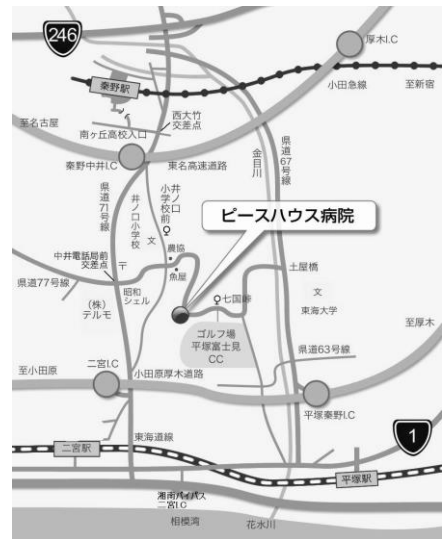 246
厚木I.C
秦野駅
小田急線
至新宿
西大竹
交差点
至名古屋
南ヶ丘高校入口
秦野中井I.C
東名高速道路
金目川
県道67号線
県道71号線
井ノ口小学校
文
井ノ口
小学校前
ピースハウス病院
農協
魚屋
中井電話局前
交差点
〒
土屋橋
県道77号線
昭和
シェル
七国峠
文
東海大学
(株)
テルモ
ゴルフ場
平塚富士見
CC
至厚木
県道63号線
二宮I.C
至小田原
小田原厚木道路
平塚秦野I.C
1
東海道線
二宮駅
平塚駅
湘南バイパス
二宮I.C
相模湾
花水川